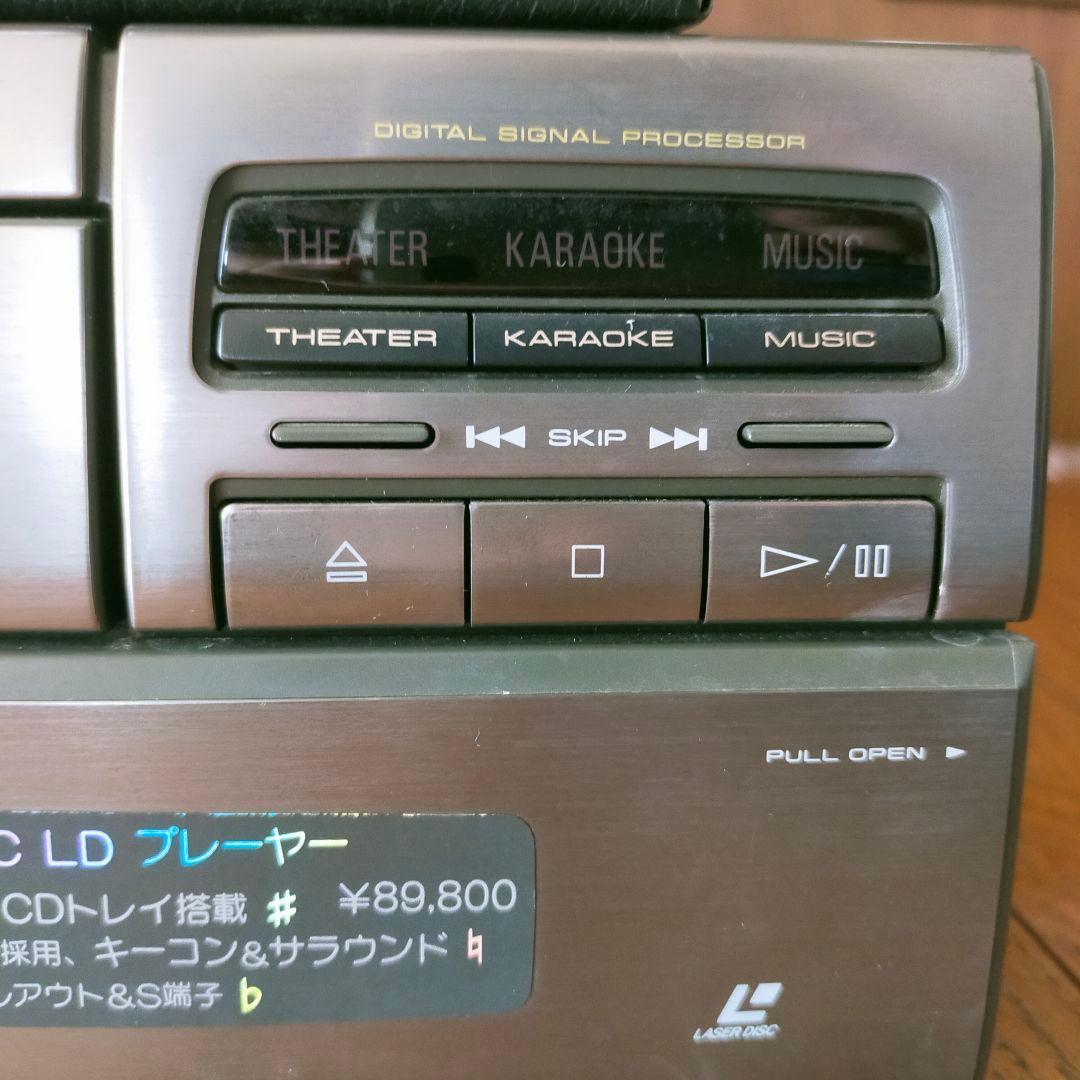 DIGITAL SIGNAL PROCESSOR
THEATER KARAOKE MUSIC
THEATER KARAOKE MUSIC
SKIP
PULL OPEN
C LD プレーヤー
CDトレイ搭載 ♯ ¥89,800
採用、キーコン&サラウンド ♮
アウト&S端子 ♭
LASER DISC